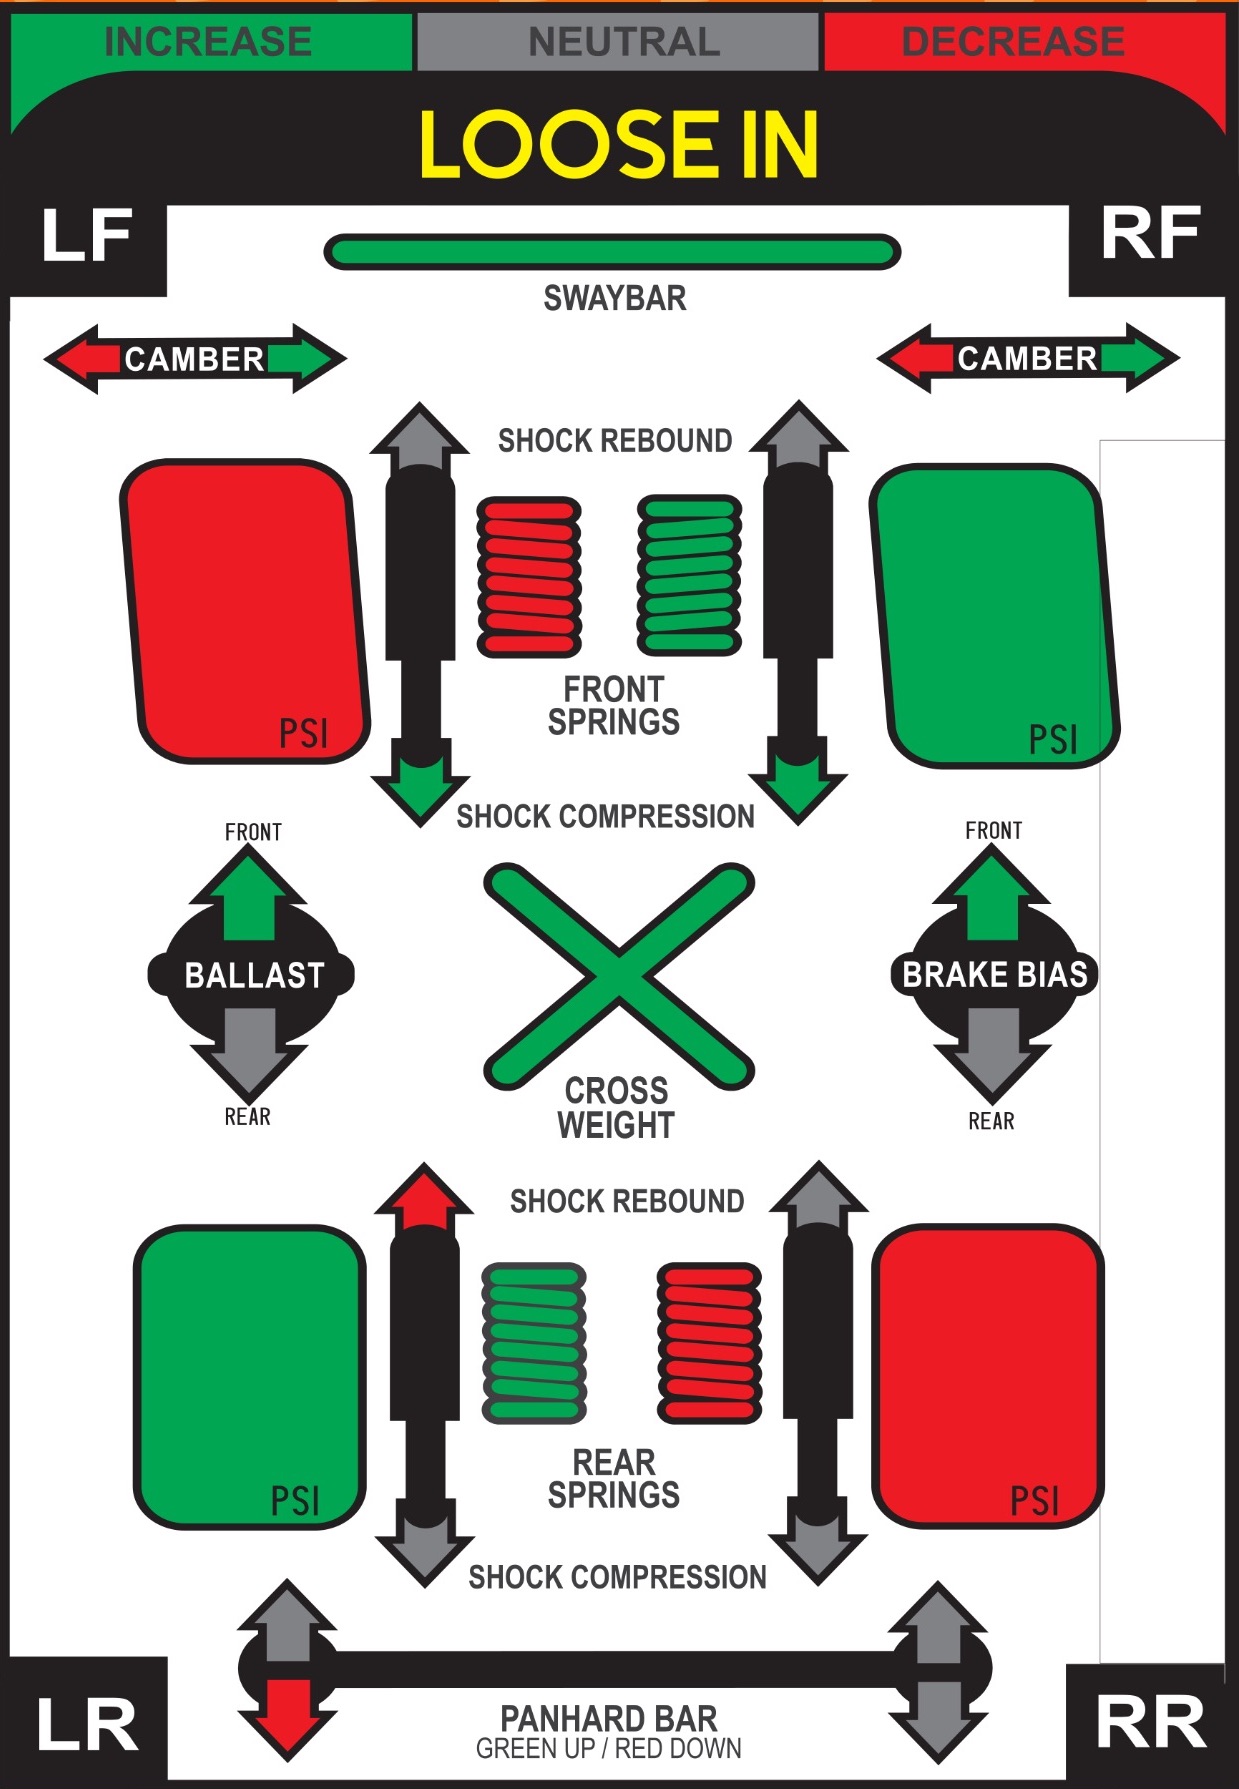 INCREASE NEUTRAL DECREASE
LOOSE IN
LF RF
SWAYBAR
CAMBER CAMBER
SHOCK REBOUND
FRONT
SPRINGS
PSI PSI
SHOCK COMPRESSION
FRONT FRONT
BALLAST BRAKE BIAS
REAR REAR
CROSS
WEIGHT
SHOCK REBOUND
REAR
SPRINGS
PSI PSI
SHOCK COMPRESSION
LR RR
PANHARD BAR
GREEN UP / RED DOWN